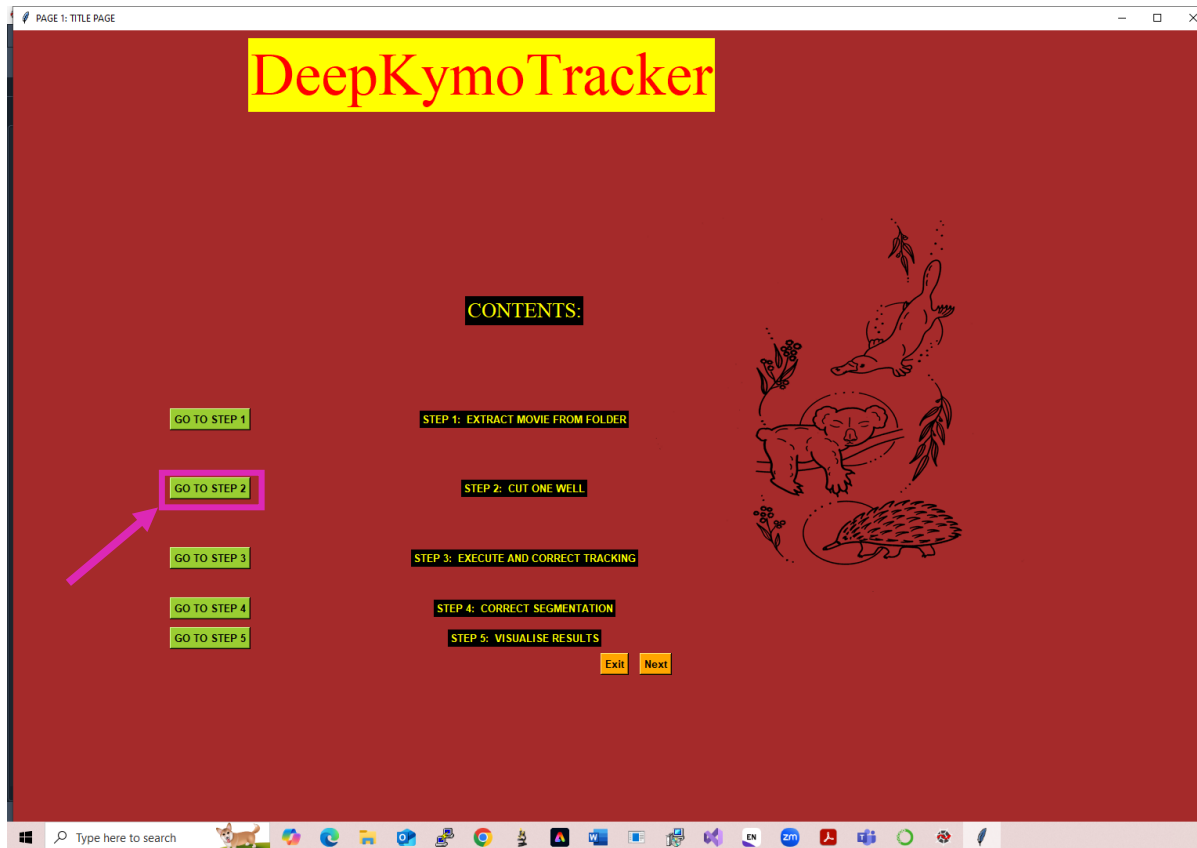 PAGE 1: TITLE PAGE
DeepKymoTracker
CONTENTS:
GO TO STEP 1
STEP 1: EXTRACT MOVIE FROM FOLDER
GO TO STEP 2
STEP 2: CUT ONE WELL
GO TO STEP 3
STEP 3: EXECUTE AND CORRECT TRACKING
GO TO STEP 4
STEP 4: CORRECT SEGMENTATION
GO TO STEP 5
STEP 5: VISUALISE RESULTS
Exit Next
Type here to search
EN
zm